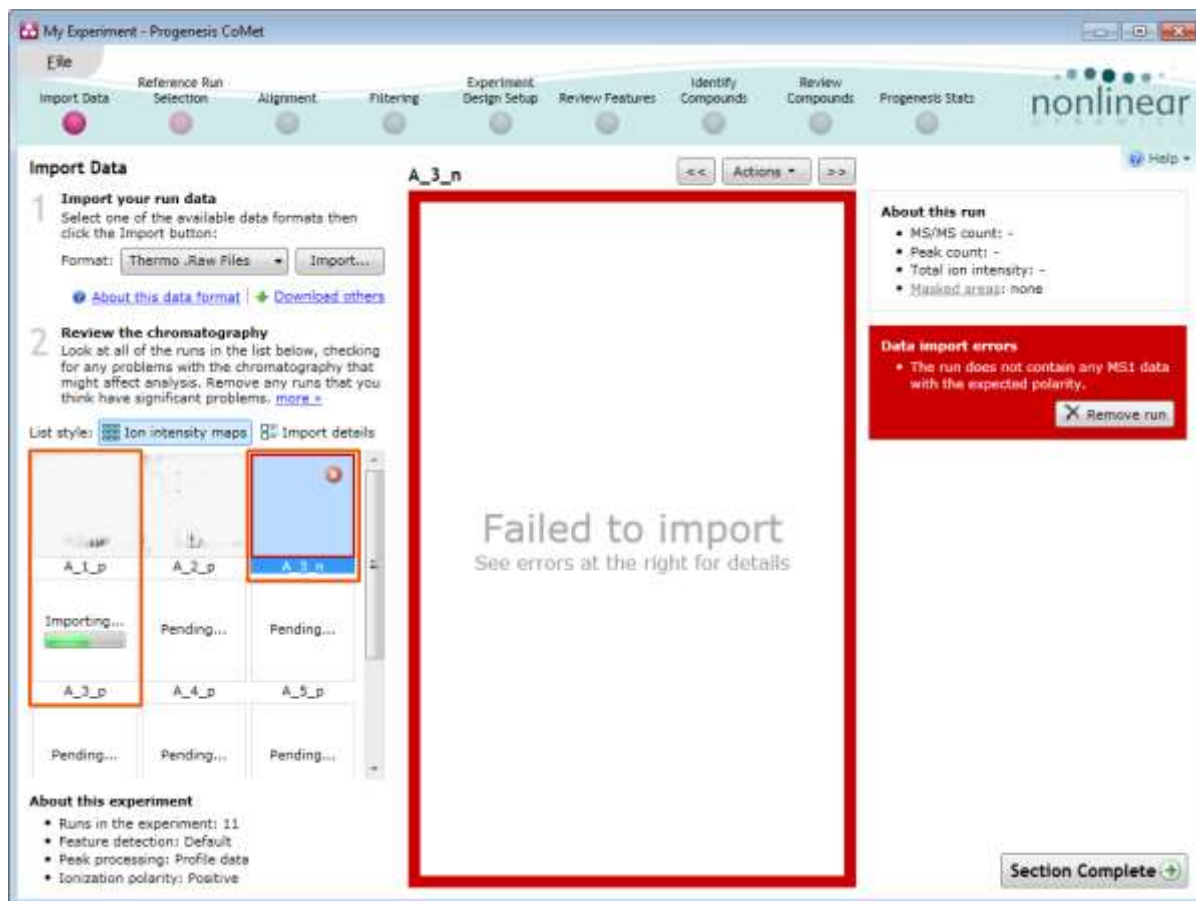 My Experiment - Progenesis CoMet
File
Import Data
Reference Run
Selection
Alignment
Filtering
Experiment
Design Setup
Review Features
Identify
Compounds
Review
Compounds
Progenesis Stats
nonlinear
Help
Import Data
1 Import your run data
Select one of the available data formats then
click the Import button:
Format: Thermo .Raw Files Import...
About this data format Download others
2 Review the chromatography
Look at all of the runs in the list below, checking
for any problems with the chromatography that
might affect analysis. Remove any runs that you
think have significant problems. more »
List style: Ion intensity maps Import details
A_1_p A_2_p A_3_n
Importing... Pending... Pending...
A_3_p A_4_p A_5_p
Pending... Pending... Pending...
About this experiment
• Runs in the experiment: 11
• Feature detection: Default
• Peak processing: Profile data
• Ionization polarity: Positive
A_3_n
<< Actions >>
Failed to import
See errors at the right for details
About this run
• MS/MS count: -
• Peak count: -
• Total ion intensity: -
• Masked areas: none
Data import errors
• The run does not contain any MS1 data
with the expected polarity.
Remove run
Section Complete